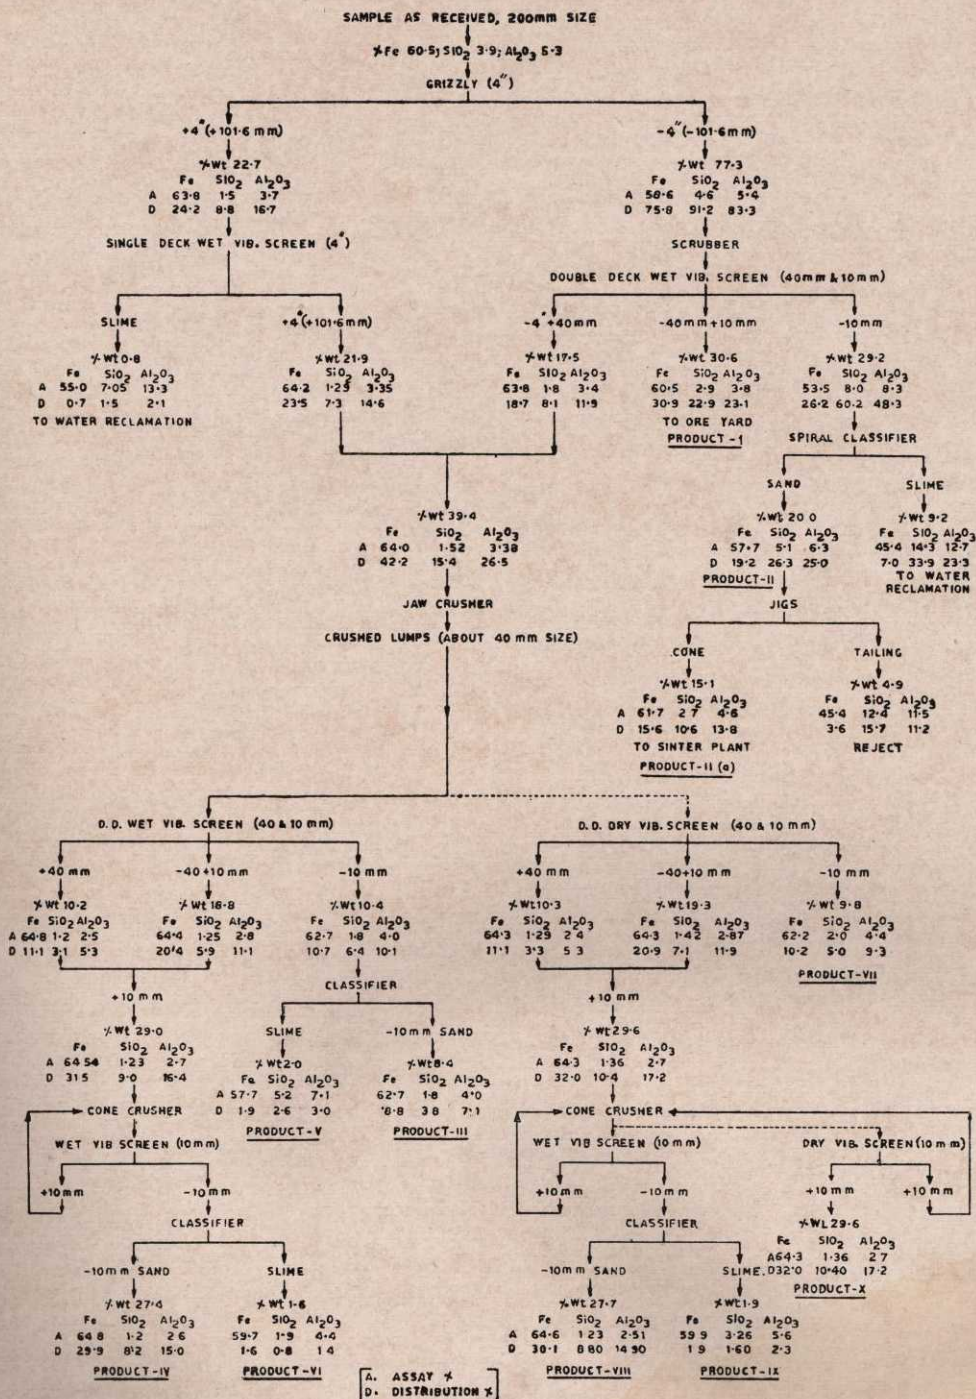 SAMPLE AS RECEIVED, 200mm SIZE
%Fe 60·5; SiO2 3·9; Al2O3 5·3
GRIZZLY (4")
+4" (+101·6 mm)
%Wt 22·7
Fe SiO2 Al2O3
A 63·8 1·5 3·7
D 24·2 8·8 16·7
SINGLE DECK WET VIB. SCREEN (4")
-4" (-101·6mm)
%Wt 77·3
Fe SiO2 Al2O3
A 58·6 4·6 5·4
D 75·8 91·2 83·3
SCRUBBER
DOUBLE DECK WET VIB. SCREEN (40mm & 10mm)
SLIME
%Wt 0·8
Fe SiO2 Al2O3
A 55·0 7·05 13·3
D 0·7 1·5 2·1
TO WATER RECLAMATION
+4" (+101·6mm)
%Wt 21·9
Fe SiO2 Al2O3
64·2 1·25 3·35
23·5 7·3 14·6
-4" +40mm
%Wt 17·5
Fe SiO2 Al2O3
63·8 1·8 3·4
18·7 8·1 11·9
-40mm+10mm
%Wt 30·6
Fe SiO2 Al2O3
60·5 2·9 3·8
30·9 22·9 23·1
TO ORE YARD
PRODUCT -1
-10mm
%Wt 29·2
Fe SiO2 Al2O3
53·5 8·0 8·3
26·2 60·2 48·3
SPIRAL CLASSIFIER
SAND
%Wt 20 0
Fe SiO2 Al2O3
A 57·7 5·1 6·3
D 19·2 26·3 25·0
PRODUCT-II
SLIME
%Wt 9·2
Fe SiO2 Al2O3
45·4 14·3 12·7
7·0 33·9 23·3
TO WATER
RECLAMATION
JIGS
%Wt 39·4
Fe SiO2 Al2O3
A 64·0 1·52 3·38
D 42·2 15·4 26·5
JAW CRUSHER
CRUSHED LUMPS (ABOUT 40 mm SIZE)
.CONE
%Wt 15·1
Fe SiO2 Al2O3
A 61·7 2 7 4·6
D 15·6 10·6 13·8
TO SINTER PLANT
PRODUCT-II (a)
TAILING
%Wt 4·9
Fe SiO2 Al2O3
45·4 12·4 11·5
3·6 15·7 11·2
REJECT
D.D. WET VIB. SCREEN (40 & 10 mm)
D.D. DRY VIB. SCREEN (40 & 10 mm)
+40 mm
%Wt 10·2
Fe SiO2 Al2O3
A 64·8 1·2 2·5
D 11·1 3·1 5·3
-40+10mm
%Wt 18·8
Fe SiO2 Al2O3
64·4 1·25 2·8
20·4 5·9 11·1
-10mm
%Wt 10·4
Fe SiO2 Al2O3
62·7 1·8 4·0
10·7 6·4 10·1
CLASSIFIER
+40mm
%Wt 10·3
Fe SiO2 Al2O3
64·3 1·29 2 4
11·1 3·3 5 3
-40+10mm
%Wt 19·3
Fe SiO2 Al2O3
64·3 1·42 2·87
20·9 7·1 11·9
-10 mm
%Wt 9·8
Fe SiO2 Al2O3
62·2 2·0 4·4
10·2 5·0 9·3
PRODUCT-VII
+10 mm
%Wt 29·0
Fe SiO2 Al2O3
A 64 54 1·23 2·7
D 31 5 9·0 16·4
CONE CRUSHER
WET VIB SCREEN (10mm)
+10mm
-10mm
CLASSIFIER
SLIME
%Wt 2·0
Fe SiO2 Al2O3
A 57·7 5·2 7·1
D 1·9 2·6 3·0
PRODUCT-V
-10mm SAND
%Wt 8·4
Fe SiO2 Al2O3
62·7 1·8 4·0
8·8 3 8 7·1
PRODUCT-III
+10 mm
%Wt 29·6
Fe SiO2 Al2O3
A 64·3 1·36 2·7
D 32·0 10·4 17·2
CONE CRUSHER
WET VIB SCREEN (10mm)
DRY VIB. SCREEN (10mm)
+10mm
-10mm
CLASSIFIER
+10mm
+10mm
%WL 29·6
Fe SiO2 Al2O3
A64·3 1·36 2 7
D32·0 10·40 17·2
PRODUCT-X
-10mm SAND
%Wt 27·4
Fe SiO2 Al2O3
A 64 8 1·2 2 6
D 29·9 8·2 15·0
PRODUCT-IV
SLIME
%Wt 1·6
Fe SiO2 Al2O3
59·7 1·9 4·4
1·6 0·8 1 4
PRODUCT-VI
-10mm SAND
%Wt 27·7
Fe SiO2 Al2O3
A 64·6 1 23 2·51
D 30·1 8 80 14 90
PRODUCT-VIII
SLIME.
%Wt 1·9
Fe SiO2 Al2O3
59 9 3·26 5·6
1 9 1·60 2·3
PRODUCT-IX
A. ASSAY %
D. DISTRIBUTION %